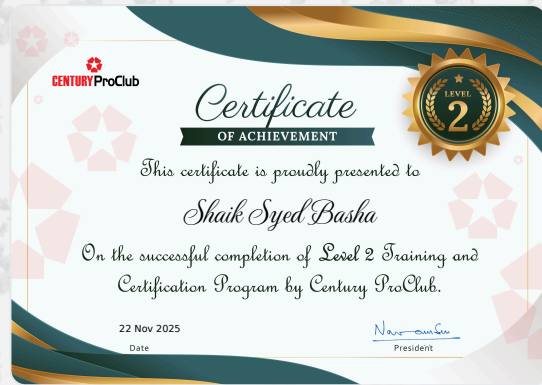 CENTURY ProClub
LEVEL
2
Certificate
OF ACHIEVEMENT
This certificate is proudly presented to
Shaik Syed Basha
On the successful completion of Level 2 Training and
Certification Program by Century ProClub.
22 Nov 2025
Date
President